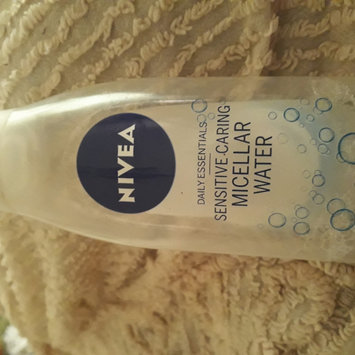 NIVEA
DAILY ESSENTIALS
SENSITIVE CARING
MICELLAR
WATER